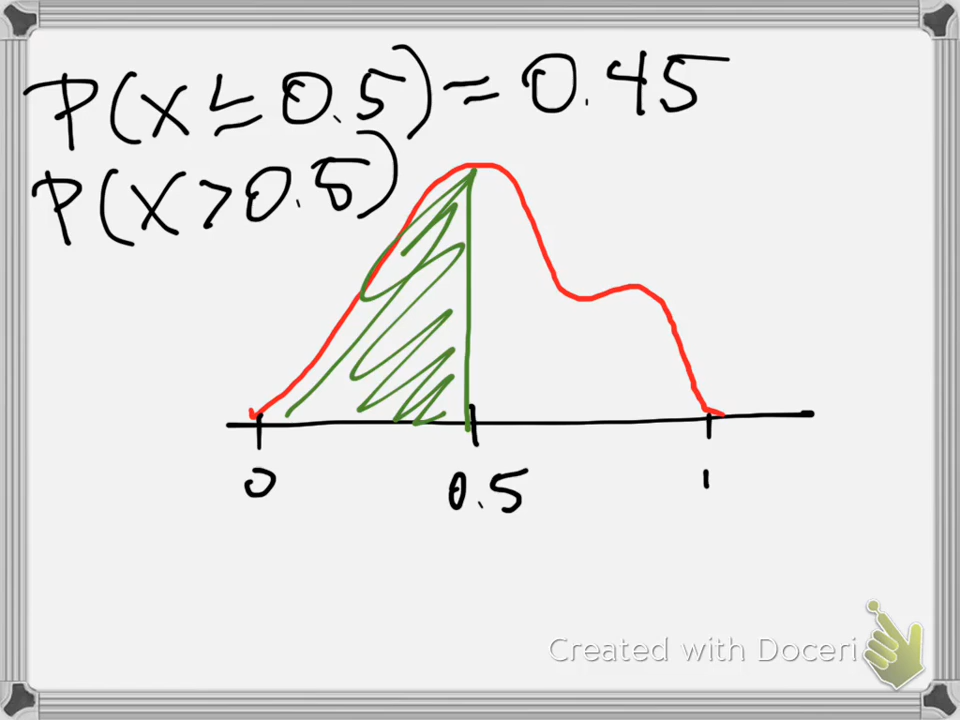 P(X ≤ 0.5) = 0.45
P(X > 0.5)
0 0.5 1
Created with Doceri